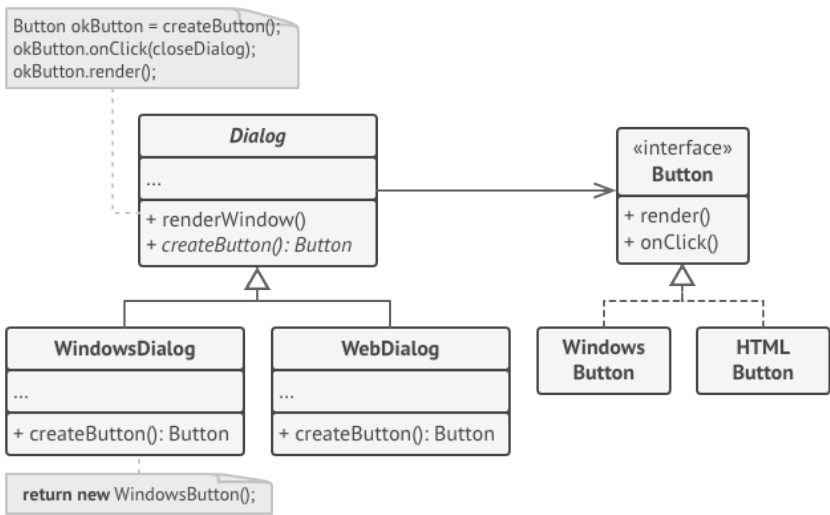 Button okButton = createButton();
okButton.onClick(closeDialog);
okButton.render();
Dialog
...
+ renderWindow()
+ createButton(): Button
«interface»
Button
+ render()
+ onClick()
WindowsDialog
...
+ createButton(): Button
WebDialog
...
+ createButton(): Button
Windows
Button
HTML
Button
return new WindowsButton();